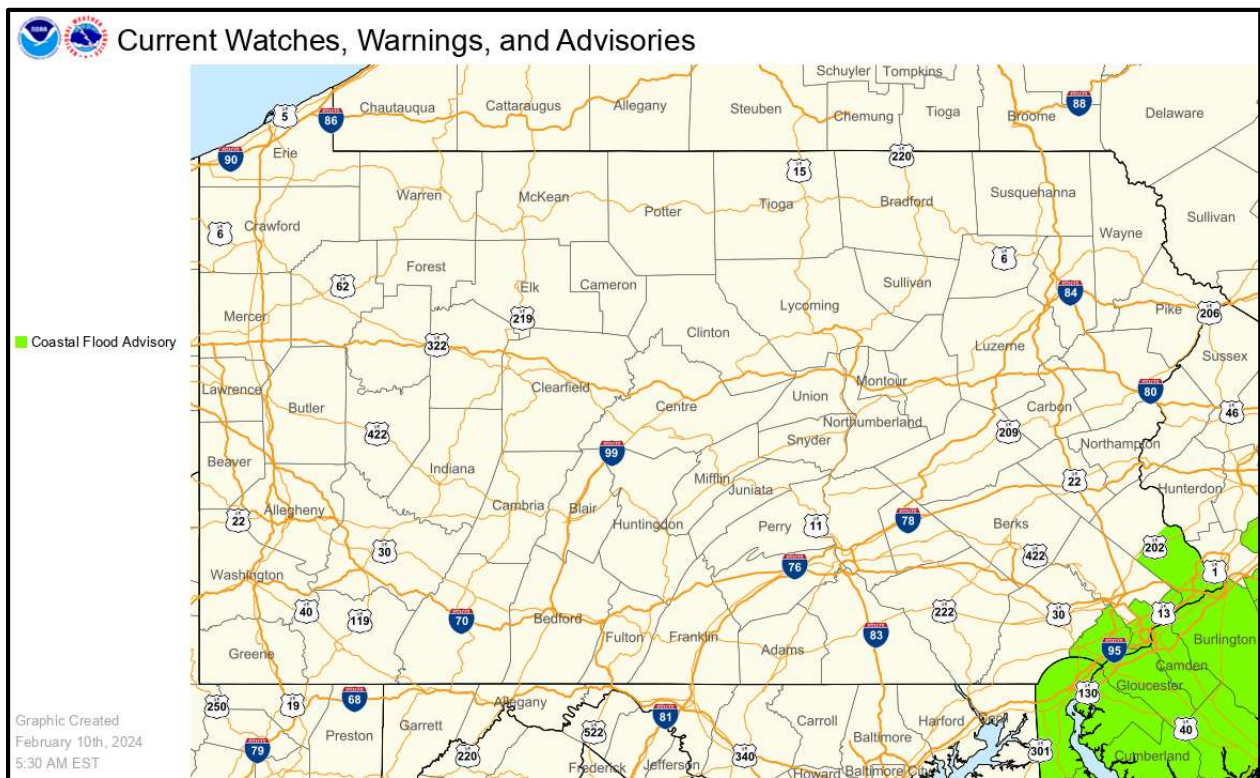 NOAA
Current Watches, Warnings, and Advisories
Coastal Flood Advisory
Schuyler Tompkins
Chautauqua Cattaraugus Allegany Steuben Chemung Tioga Broome 88 Delaware
5 86
90 Erie 15 220
Warren McKean Potter Tioga Bradford Susquehanna
Crawford Wayne Sullivan
6 Forest Sullivan 6
62 Elk Cameron Lycoming 84 Pike 206
Mercer 219 Clinton
322 Luzerne Sussex
Lawrence Clearfield Montour 80
Butler Centre Union Carbon 46
422 Snyder Northumberland 209 Northampton
Beaver 99
Indiana Mifflin 22 Hunterdon
Allegheny Cambria Blair Juniata
22 Huntingdon Perry 11 78 Berks
30 422 202
Washington 76 1
40 119 70 Bedford 222 30 13
Fulton Franklin 83 Burlington
Greene Adams 95 Camden
Gloucester
250 19 68 Allegany 81 130
Garrett Carroll Harford Cecil 40
Preston 522 Baltimore
79 220 340 301 Cumberland
Frederick Jefferson Howard Baltimore City
Graphic Created
February 10th, 2024
5:30 AM EST